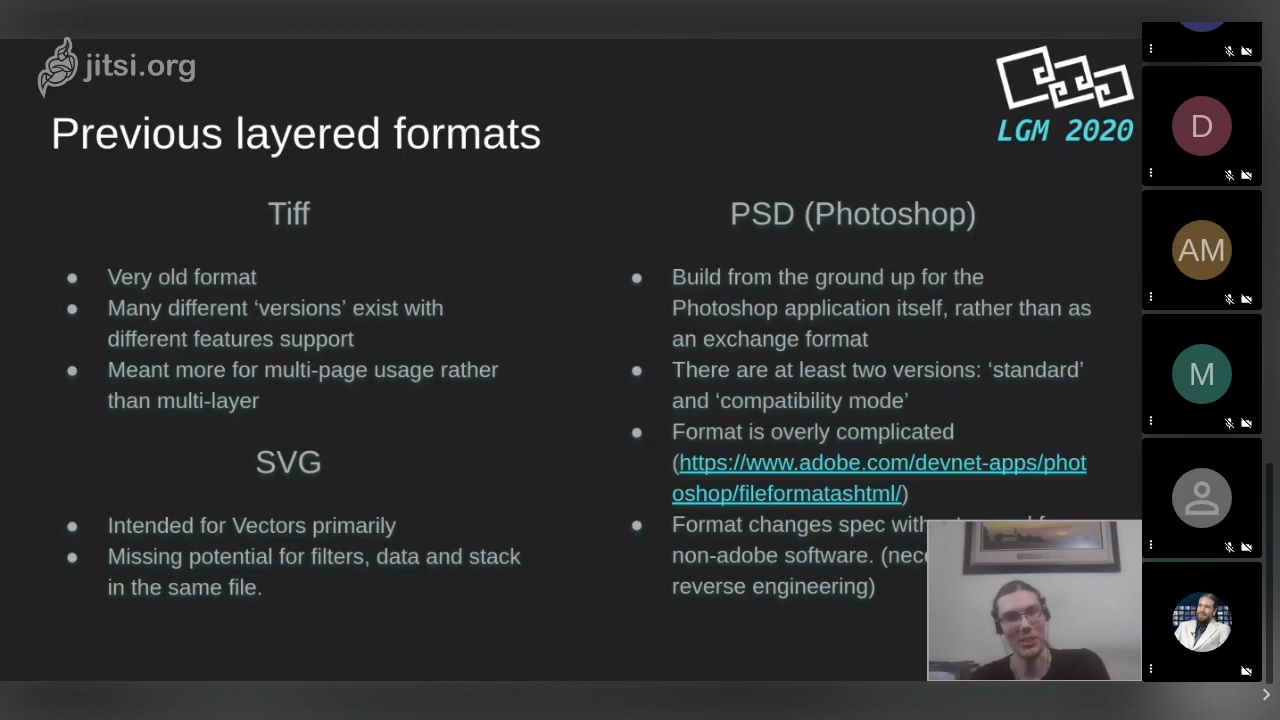 jitsi.org
LGM 2020
Previous layered formats
Tiff
● Very old format
● Many different ‘versions’ exist with
different features support
● Meant more for multi-page usage rather
than multi-layer
SVG
● Intended for Vectors primarily
● Missing potential for filters, data and stack
in the same file.
PSD (Photoshop)
● Build from the ground up for the
Photoshop application itself, rather than as
an exchange format
● There are at least two versions: ‘standard’
and ‘compatibility mode’
● Format is overly complicated
(https://www.adobe.com/devnet-apps/phot
oshop/fileformatashtml/)
● Format changes spec
non-adobe software.
reverse engineering)
D
AM
M